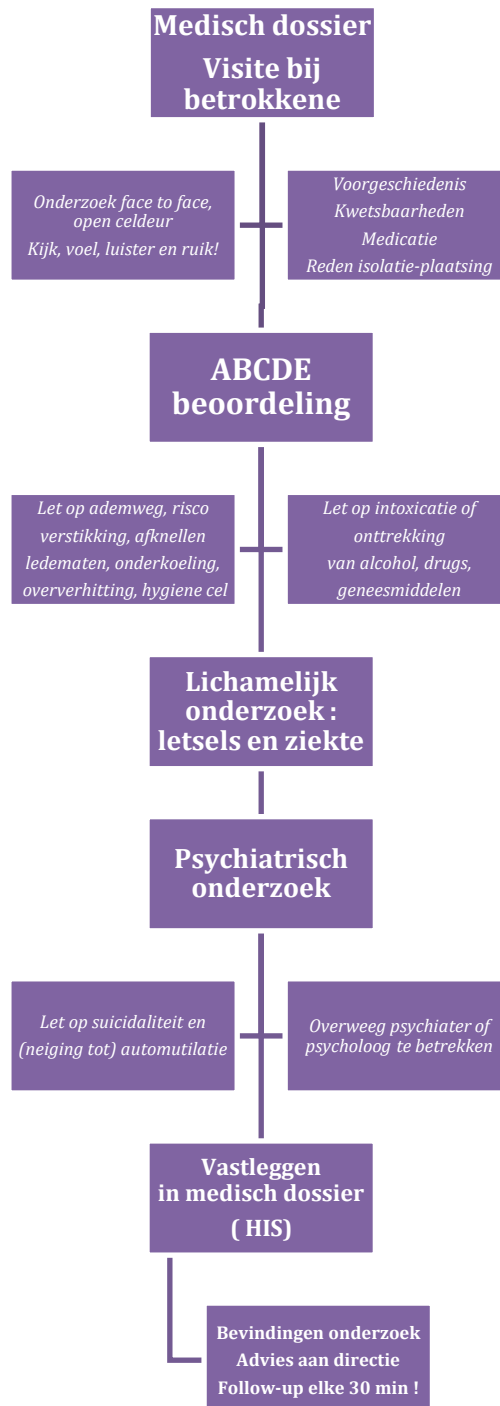 Medisch dossier
Visite bij
betrokkene
Onderzoek face to face,
open celdeur
Kijk, voel, luister en ruik!
Voorgeschiedenis
Kwetsbaarheden
Medicatie
Reden isolatie-plaatsing
ABCDE
beoordeling
Let op ademweg, risico
verstikking, afknellen
ledematen, onderkoeling,
oververhitting, hygiene cel
Let op intoxicatie of
onttrekking
van alcohol, drugs,
geneesmiddelen
Lichamelijk
onderzoek :
letsels en ziekte
Psychiatrisch
onderzoek
Let op suicidaliteit en
(neiging tot) automutilatie
Overweeg psychiater of
psycholoog te betrekken
Vastleggen
in medisch dossier
( HIS)
Bevindingen onderzoek
Advies aan directie
Follow-up elke 30 min !